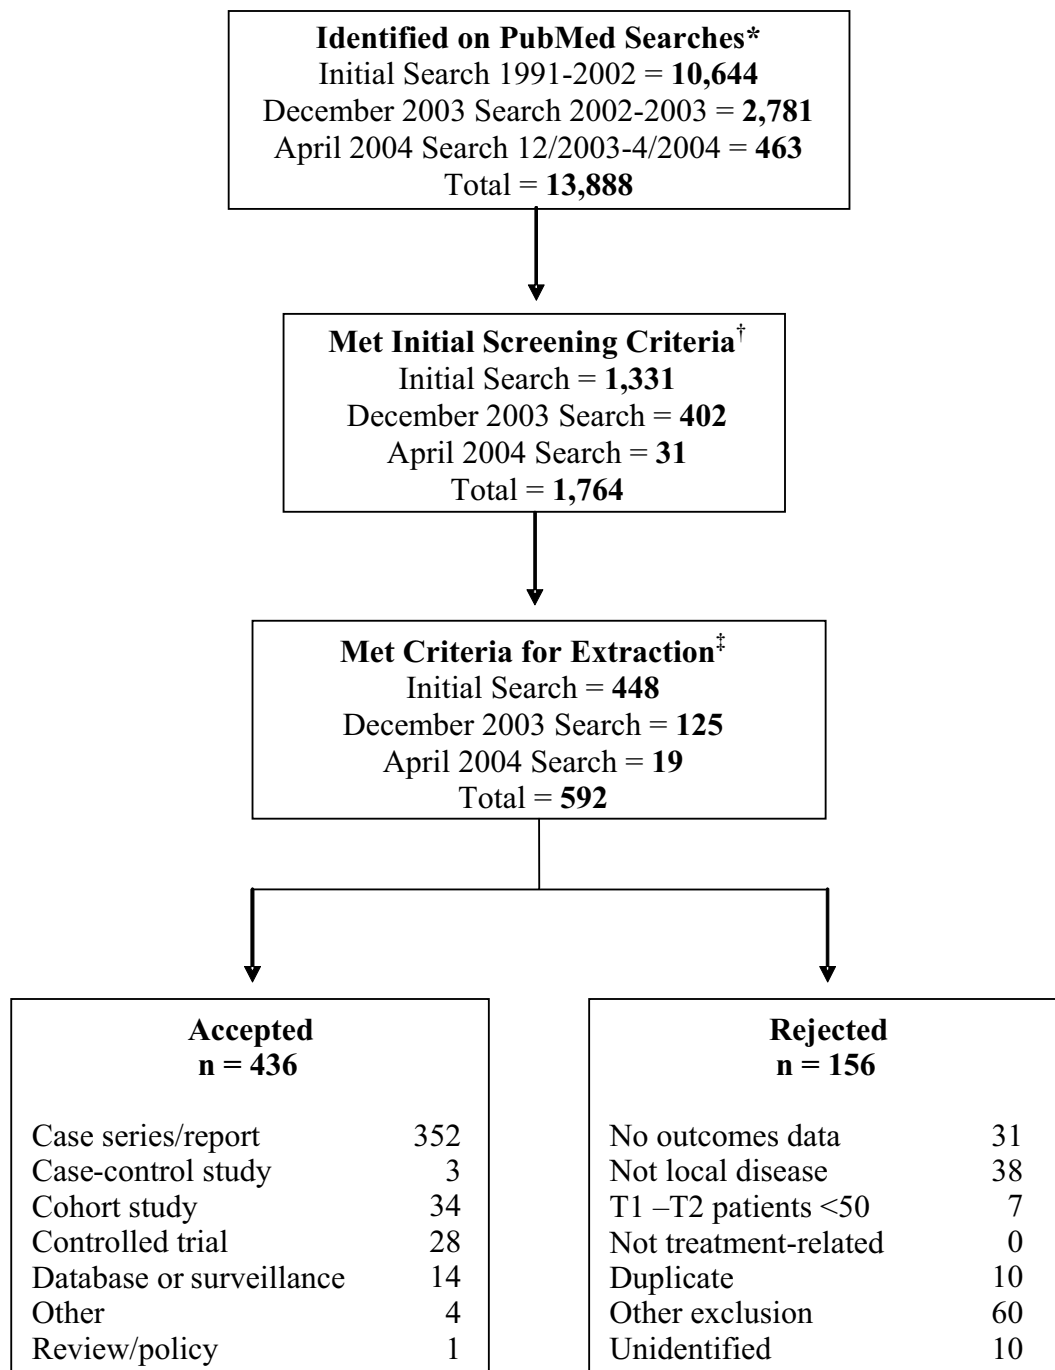 Identified on PubMed Searches*
Initial Search 1991-2002 = 10,644
December 2003 Search 2002-2003 = 2,781
April 2004 Search 12/2003-4/2004 = 463
Total = 13,888
Met Initial Screening Criteria†
Initial Search = 1,331
December 2003 Search = 402
April 2004 Search = 31
Total = 1,764
Met Criteria for Extraction‡
Initial Search = 448
December 2003 Search = 125
April 2004 Search = 19
Total = 592
Accepted
n = 436
Case series/report 352
Case-control study 3
Cohort study 34
Controlled trial 28
Database or surveillance 14
Other 4
Review/policy 1
Rejected
n = 156
No outcomes data 31
Not local disease 38
T1 –T2 patients <50 7
Not treatment-related 0
Duplicate 10
Other exclusion 60
Unidentified 10